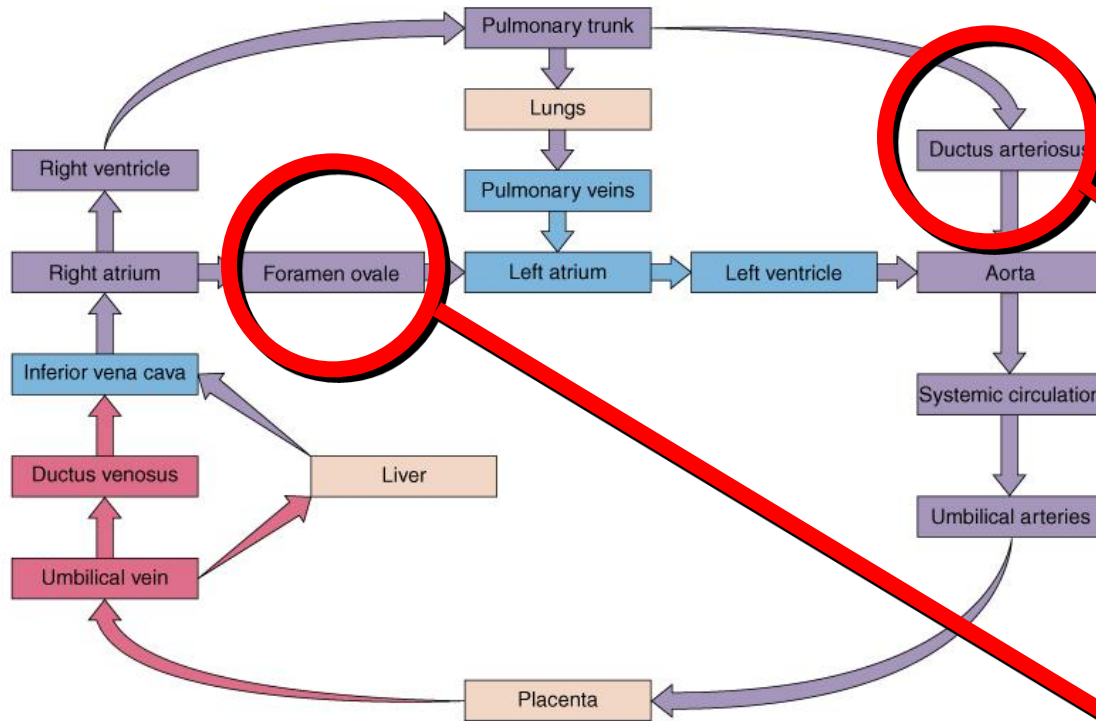 Pulmonary trunk
Lungs
Ductus arteriosus
Right ventricle
Pulmonary veins
Right atrium
Foramen ovale
Left atrium
Left ventricle
Aorta
Inferior vena cava
Systemic circulation
Ductus venosus
Liver
Umbilical arteries
Umbilical vein
Placenta